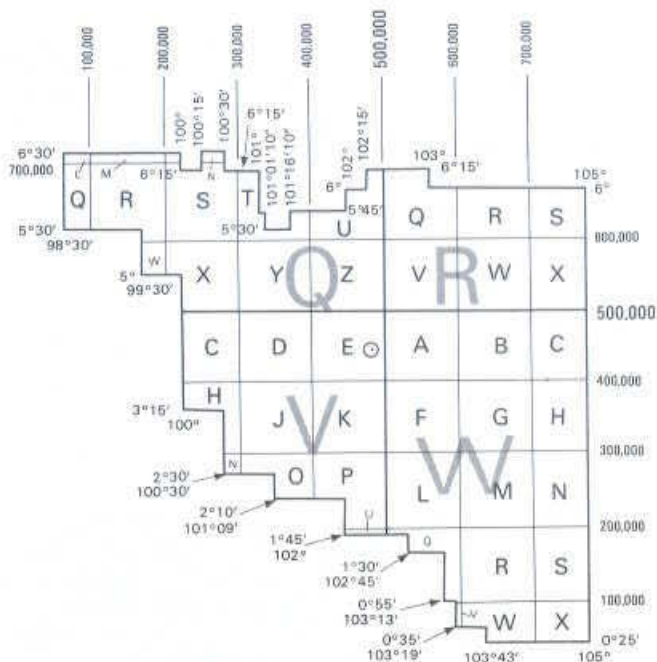 100,000 200,000 300,000 400,000 500,000 600,000 700,000
100° 100°15' 100°30' 6°15' 101° 101°01'10" 101°16'10" 102° 102°15'
6°30' 103° 6°15' 105°
700,000 L M 6°15' N 6° 6°
Q R S T 5°45' Q R S
5°30' 5°30' U
98°30' 600,000
W
5° X Y Q Z V R W X
99°30'
500,000
C D E A B C
400,000
H
3°15' J V K F G H
100°
300,000
2°30' N O P W
100°30' L M N
2°10'
101°09' U 200,000
1°45' Q
102° 1°30' R S
102°45'
0°55' 100,000
103°13' V W X
0°35' 0°25'
103°19' 103°43' 105°